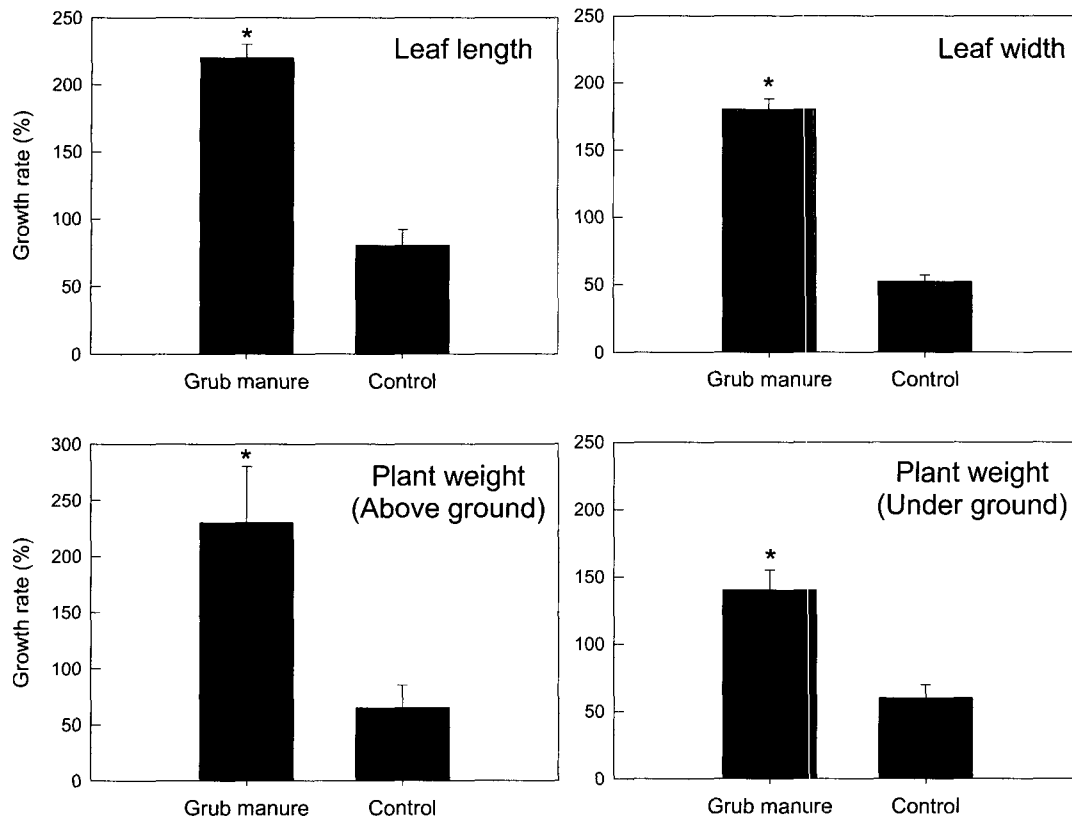 Leaf length
Growth rate (%)
250
200
150
100
50
0
*
Grub manure
Control
Leaf width
250
200
150
100
50
0
*
Grub manure
Control
Plant weight
(Above ground)
Growth rate (%)
300
250
200
150
100
50
0
*
Grub manure
Control
Plant weight
(Under ground)
250
200
150
100
50
0
*
Grub manure
Control